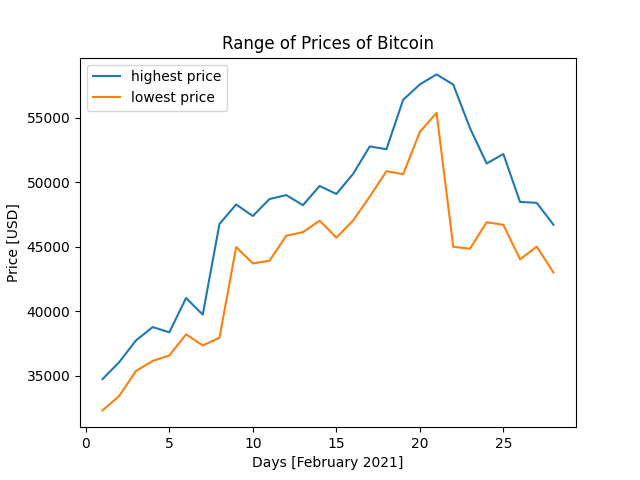 Range of Prices of Bitcoin
highest price
lowest price
55000
50000
45000
40000
35000
Price [USD]
0 5 10 15 20 25
Days [February 2021]